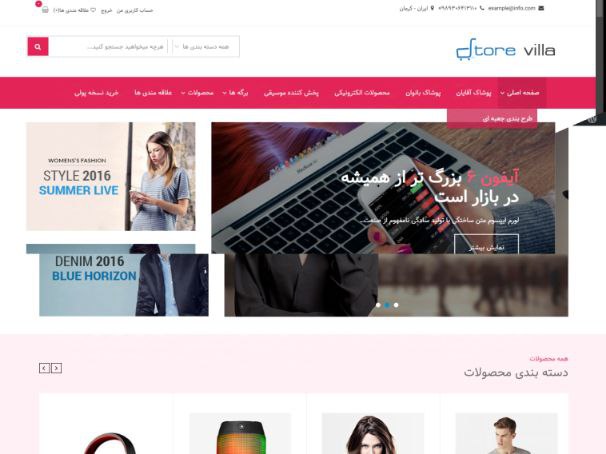 example@info.com ۰۹۸۹۳۰۶۴۱۳۱۱۰ ایران - کرمان
حساب کاربری من خروج علاقه مندی ها(۰)
store villa
همه دسته بندی ها هرچه میخواهید جستجو کنید...
صفحه اصلی پوشاک آقایان پوشاک بانوان محصولات الکترونیکی پخش کننده موسیقی برگه ها محصولات علاقه مندی ها خرید نسخه پولی
طرح بندی جعبه ای
آیفون ۶ بزرگ تر از همیشه
در بازار است
لورم ایپسوم متن ساختگی با تولید سادگی نامفهوم از صنعت...
نمایش بیشتر
WOMENS'S FASHION
STYLE 2016
SUMMER LIVE
DENIM 2016
BLUE HORIZON
همه محصولات
دسته بندی محصولات